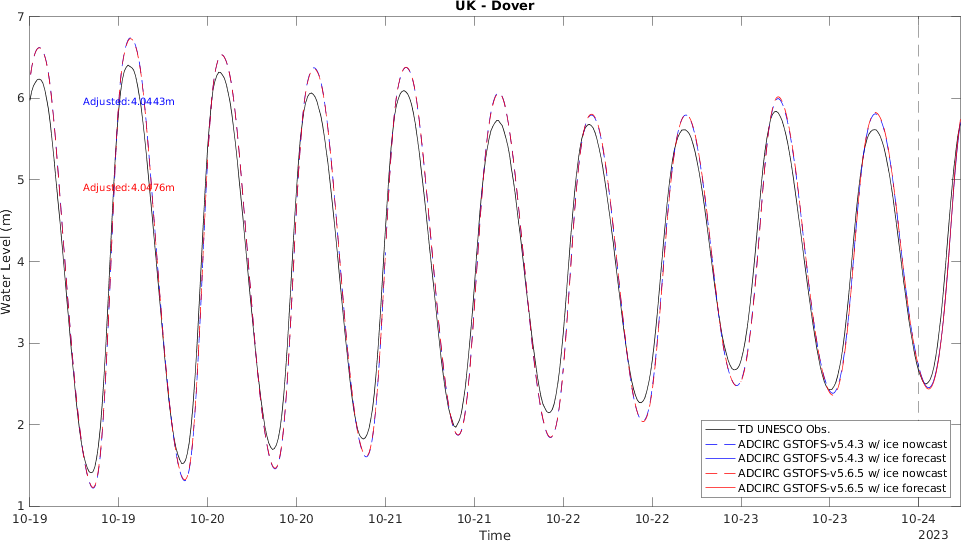 UK - Dover
7
6
5
4
3
2
1
Water Level (m)
Adjusted:4.0443m
Adjusted:4.0476m
TD UNESCO Obs.
ADCIRC GSTOFS-v5.4.3 w/ ice nowcast
ADCIRC GSTOFS-v5.4.3 w/ ice forecast
ADCIRC GSTOFS-v5.6.5 w/ ice nowcast
ADCIRC GSTOFS-v5.6.5 w/ ice forecast
10-19 10-19 10-20 10-20 10-21 10-21 10-22 10-22 10-23 10-23 10-24
2023
Time